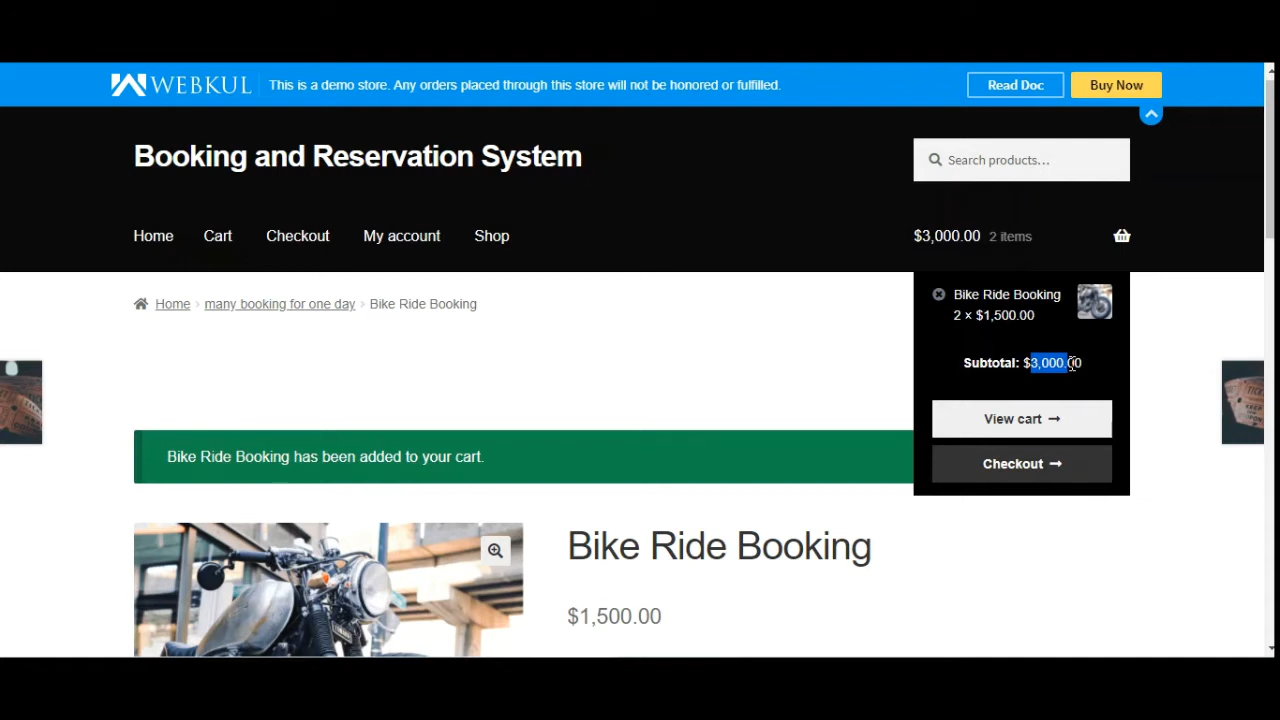 WEBKUL
This is a demo store. Any orders placed through this store will not be honored or fulfilled.
Read Doc
Buy Now
Booking and Reservation System
Search products…
Home
Cart
Checkout
My account
Shop
$3,000.00 2 items
Home › many booking for one day › Bike Ride Booking
Bike Ride Booking
2 × $1,500.00
Subtotal: $3,000.00
View cart →
Checkout →
Bike Ride Booking has been added to your cart.
Bike Ride Booking
$1,500.00